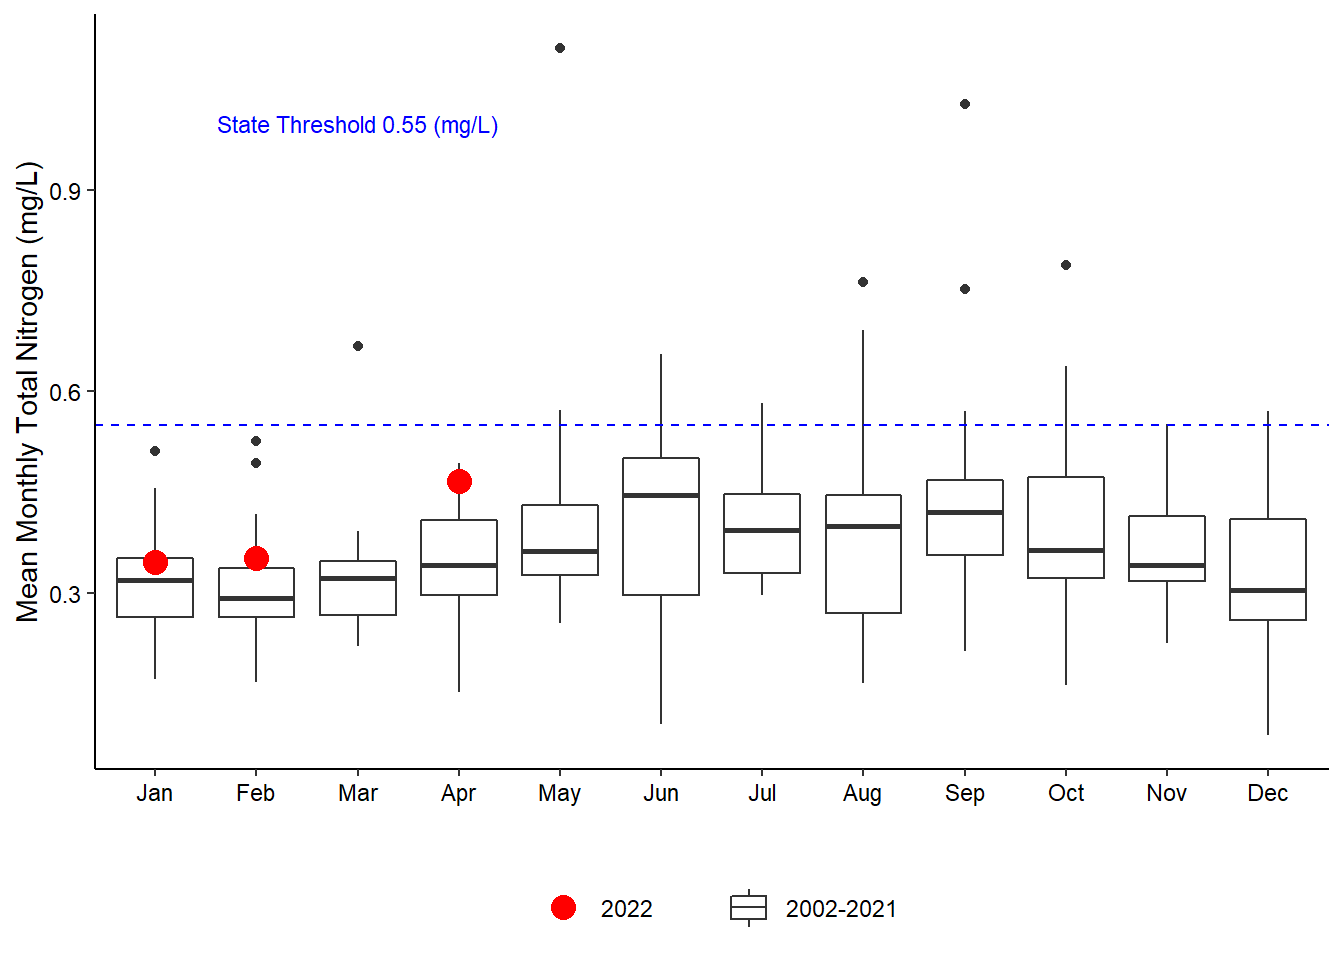 State Threshold 0.55 (mg/L)
Mean Monthly Total Nitrogen (mg/L)
0.9
0.6
0.3
Jan Feb Mar Apr May Jun Jul Aug Sep Oct Nov Dec
2022 2002-2021